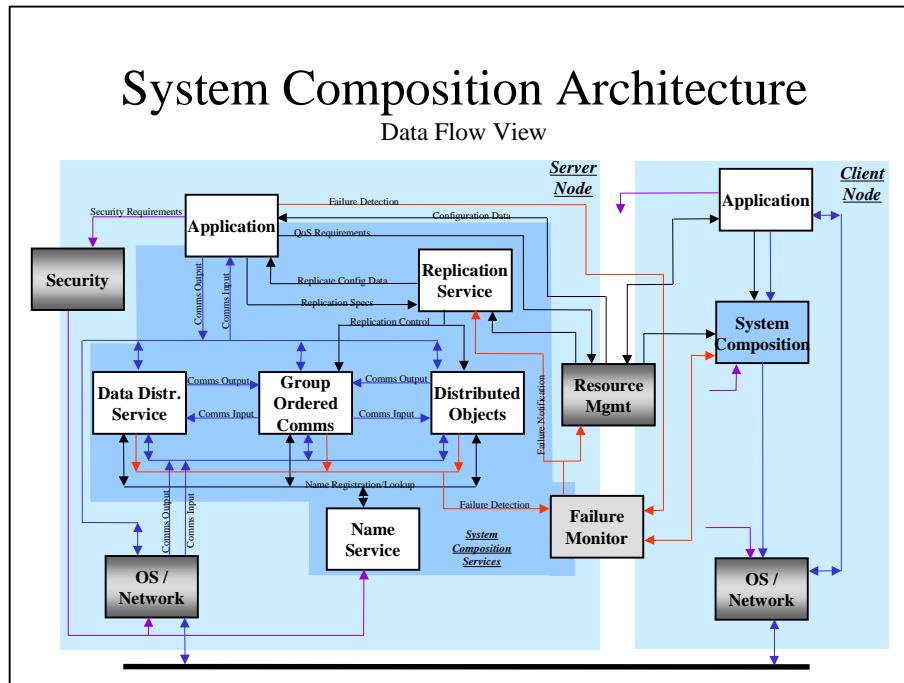 System Composition Architecture
Data Flow View
Server
Node
Client
Node
Security Requirements
Application
Failure Detection
Configuration Data
QoS Requirements
Application
Security
Comms Output
Comms Input
Replicate Config Data
Replication
Service
Replication Specs
Replication Control
System
Composition
Data Distr.
Service
Comms Output
Comms Input
Group
Ordered
Comms
Comms Output
Comms Input
Distributed
Objects
Failure Notification
Resource
Mgmt
Name Registration/Lookup
Comms Output
Comms Input
Failure Detection
Name
Service
System
Composition
Services
Failure
Monitor
OS /
Network
OS /
Network